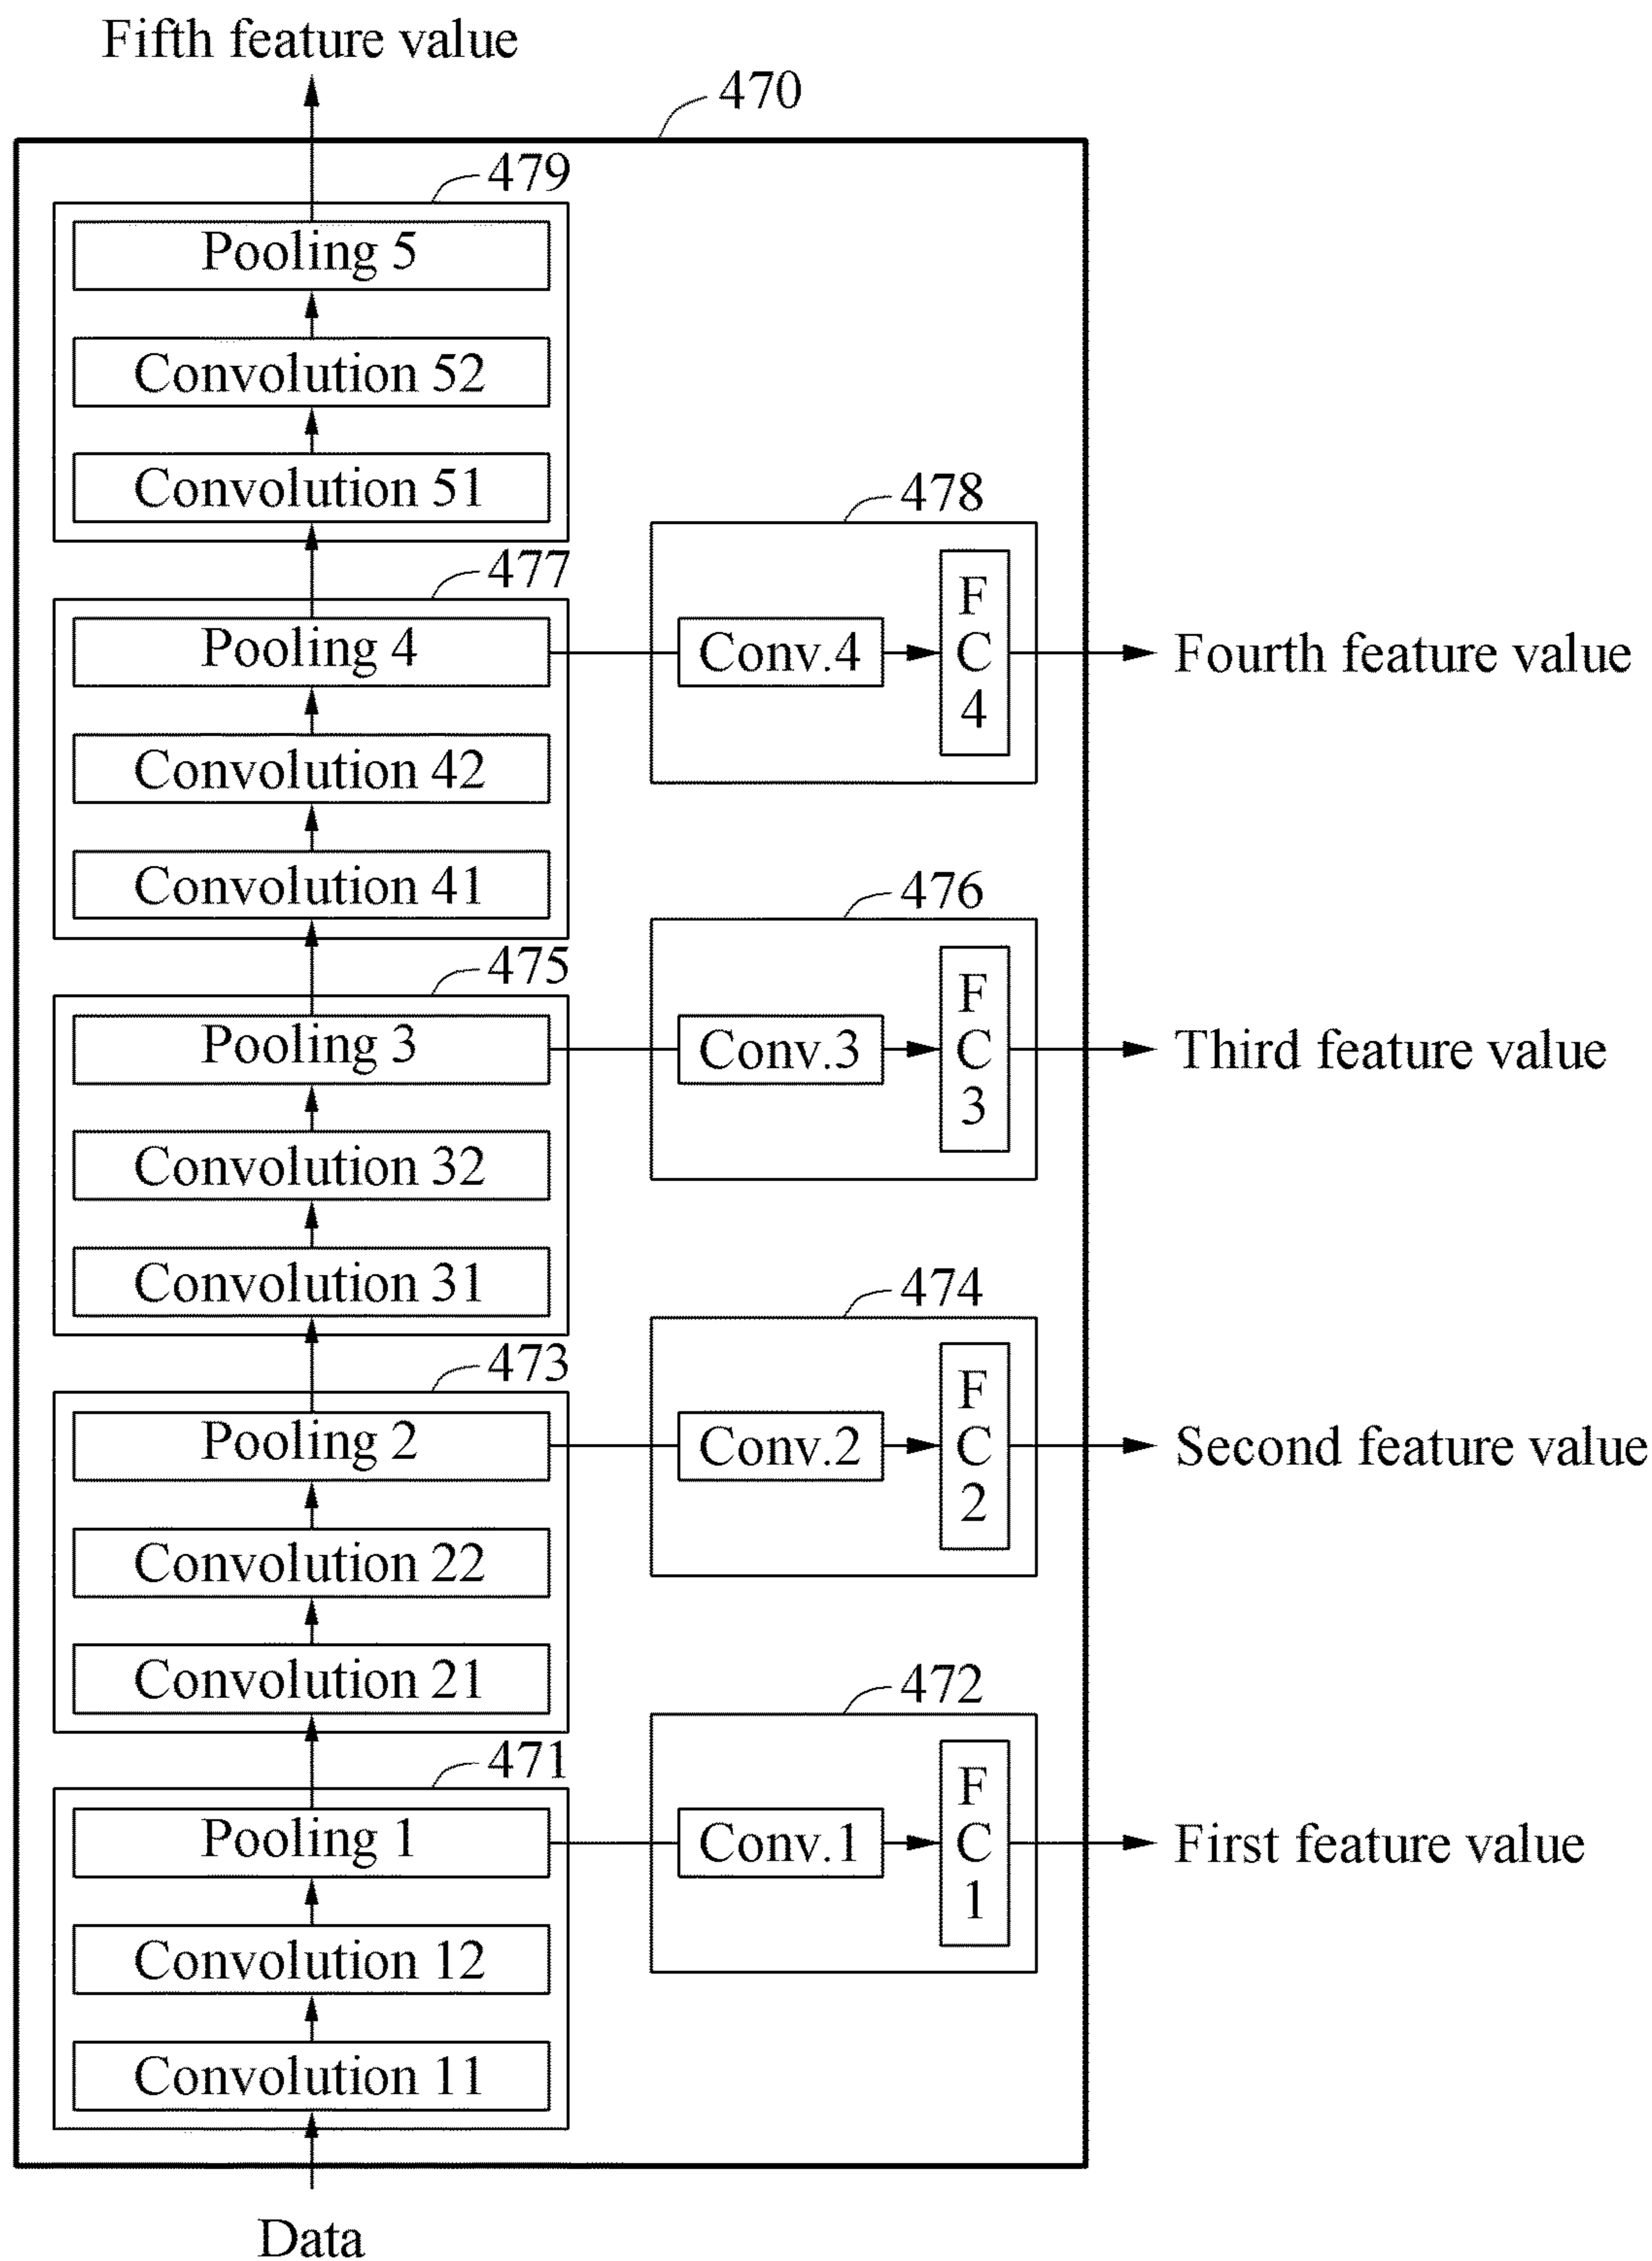 Fifth feature value
470
479
Pooling 5
Convolution 52
Convolution 51
478
477
Pooling 4
Conv.4
F
C
4
Fourth feature value
Convolution 42
Convolution 41
476
475
Pooling 3
Conv.3
F
C
3
Third feature value
Convolution 32
Convolution 31
474
473
Pooling 2
Conv.2
F
C
2
Second feature value
Convolution 22
Convolution 21
472
471
Pooling 1
Conv.1
F
C
1
First feature value
Convolution 12
Convolution 11
Data